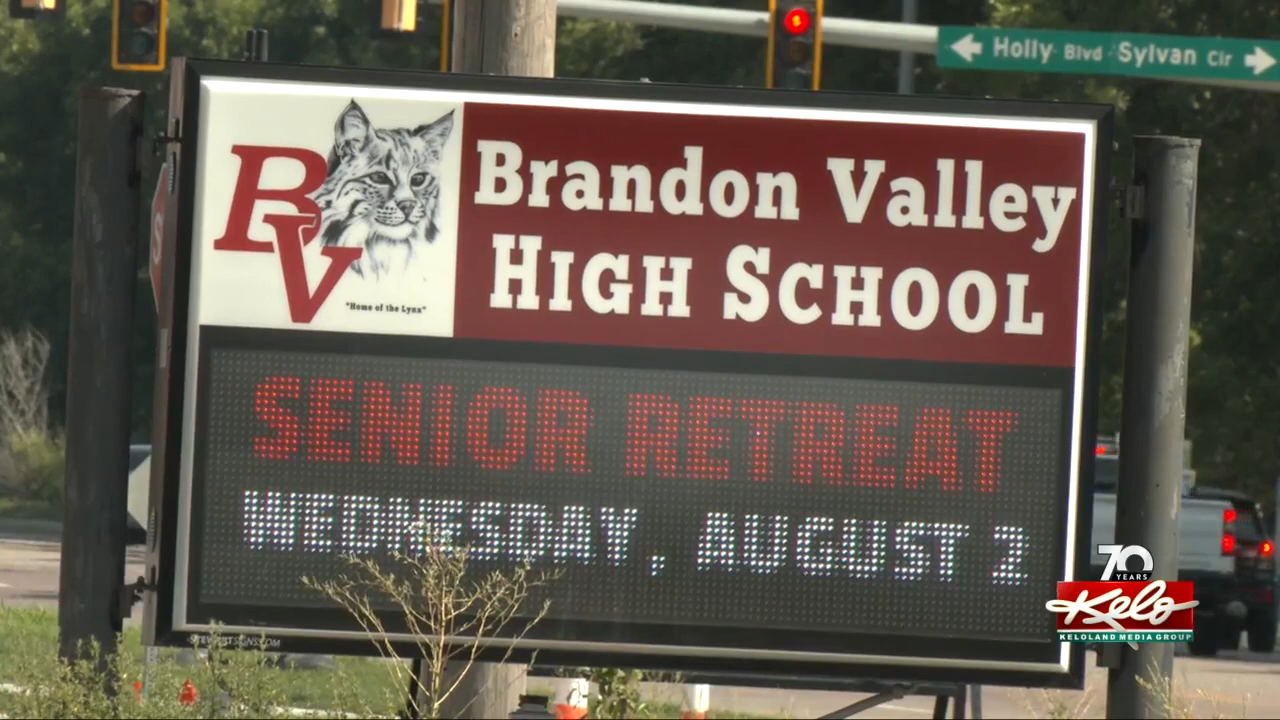 Holly Blvd Sylvan Cir
BV
Brandon Valley
HIGH SCHOOL
"Home of the Lynx"
SENIOR RETREAT
WEDNESDAY, AUGUST 2
70
YEARS
Kelo
KELOLAND MEDIA GROUP